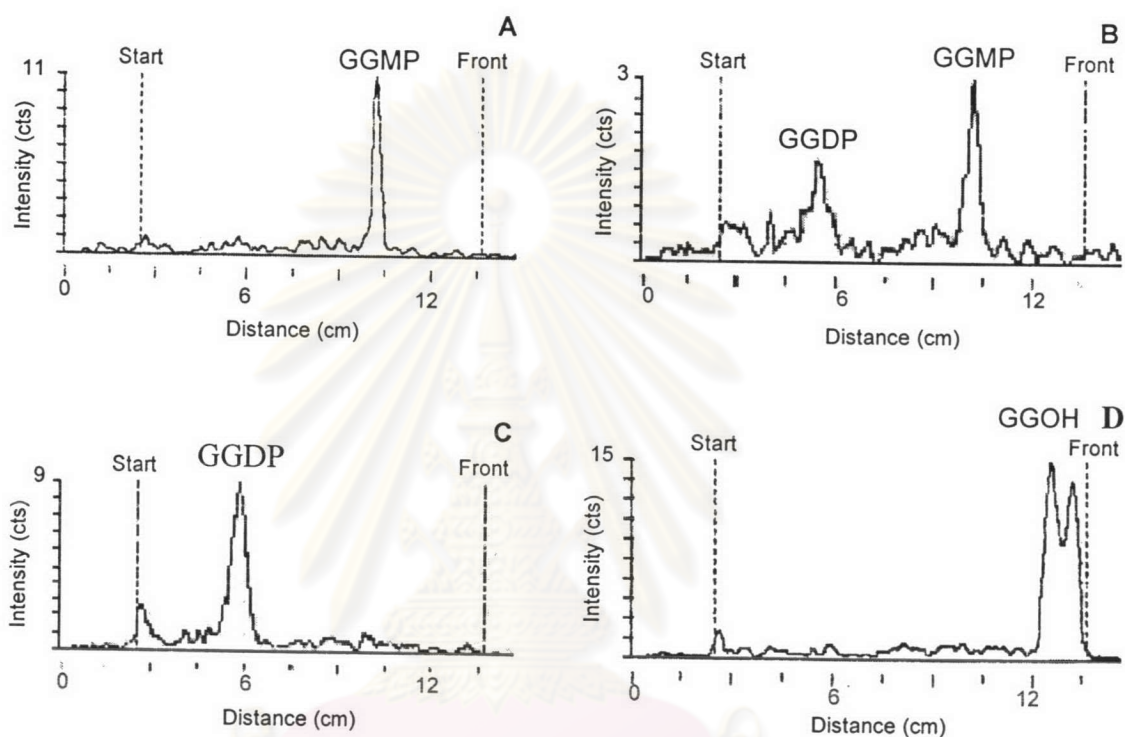 A
Start
GGMP
Front
11
Intensity (cts)
0
6
12
Distance (cm)
B
Start
GGMP
Front
3
GGDP
Intensity (cts)
0
6
12
Distance (cm)
C
Start
GGDP
Front
9
Intensity (cts)
0
6
12
Distance (cm)
GGOH D
Start
Front
15
Intensity (cts)
0
6
12
Distance (cm)